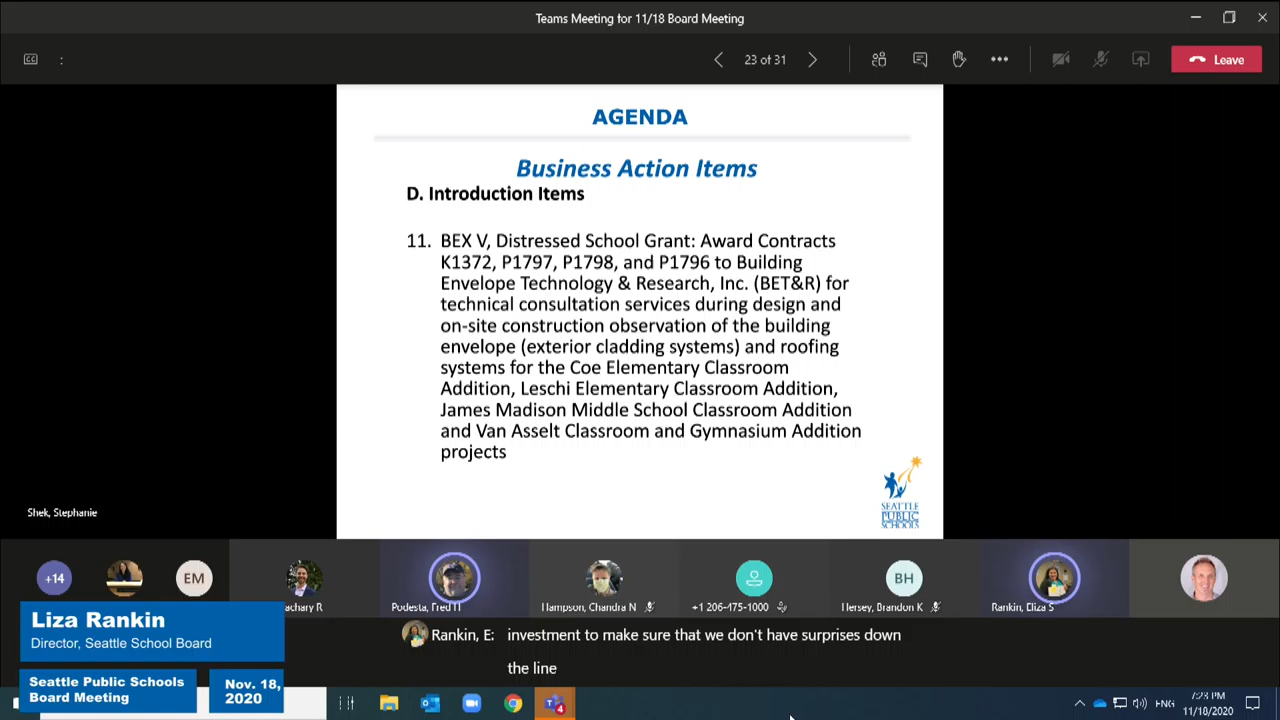 Teams Meeting for 11/18 Board Meeting
23 of 31
Leave
AGENDA
Business Action Items
D. Introduction Items
11. BEX V, Distressed School Grant: Award Contracts
K1372, P1797, P1798, and P1796 to Building
Envelope Technology & Research, Inc. (BET&R) for
technical consultation services during design and
on-site construction observation of the building
envelope (exterior cladding systems) and roofing
systems for the Coe Elementary Classroom
Addition, Leschi Elementary Classroom Addition,
James Madison Middle School Classroom Addition
and Van Asselt Classroom and Gymnasium Addition
projects
SEATTLE
PUBLIC
SCHOOLS
Shek, Stephanie
+14
EM
BH
achary R
Podesta, Fred H
Hampson, Chandra N
+1 206-475-1000
Hersey, Brandon K
Rankin, Eliza S
Liza Rankin
Director, Seattle School Board
Rankin, E: investment to make sure that we don't have surprises down
the line
Seattle Public Schools
Board Meeting
Nov. 18,
2020
4
ENG
7:23 PM
11/18/2020